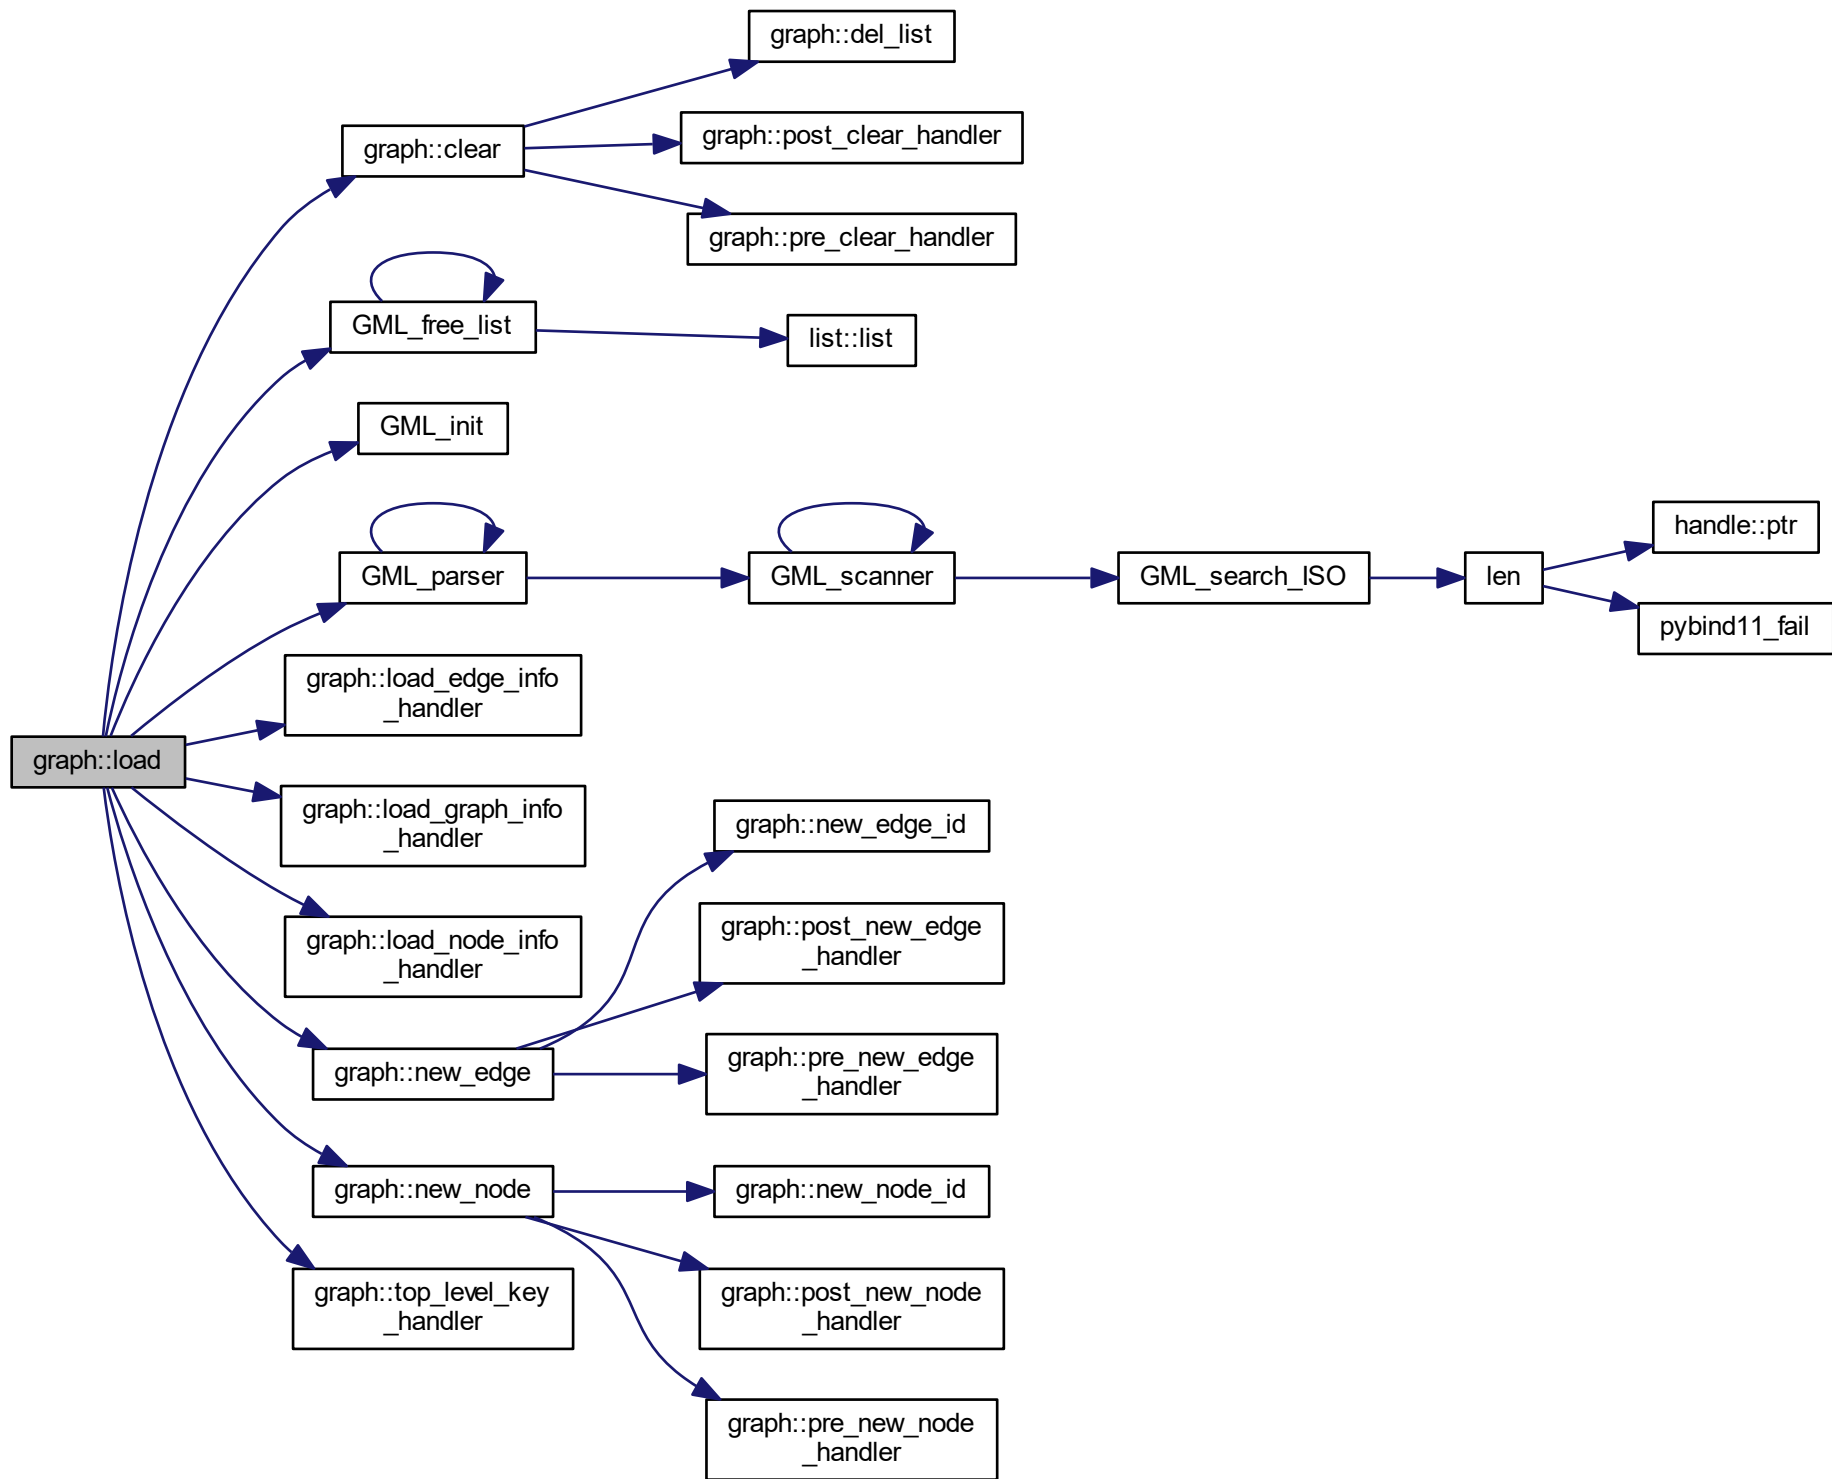 graph::del_list
graph::post_clear_handler
graph::clear
graph::pre_clear_handler
GML_free_list
list::list
GML_init
handle::ptr
GML_parser
GML_scanner
GML_search_ISO
len
pybind11_fail
graph::load_edge_info
_handler
graph::load
graph::load_graph_info
_handler
graph::new_edge_id
graph::load_node_info
_handler
graph::post_new_edge
_handler
graph::new_edge
graph::pre_new_edge
_handler
graph::new_node
graph::new_node_id
graph::top_level_key
_handler
graph::post_new_node
_handler
graph::pre_new_node
_handler